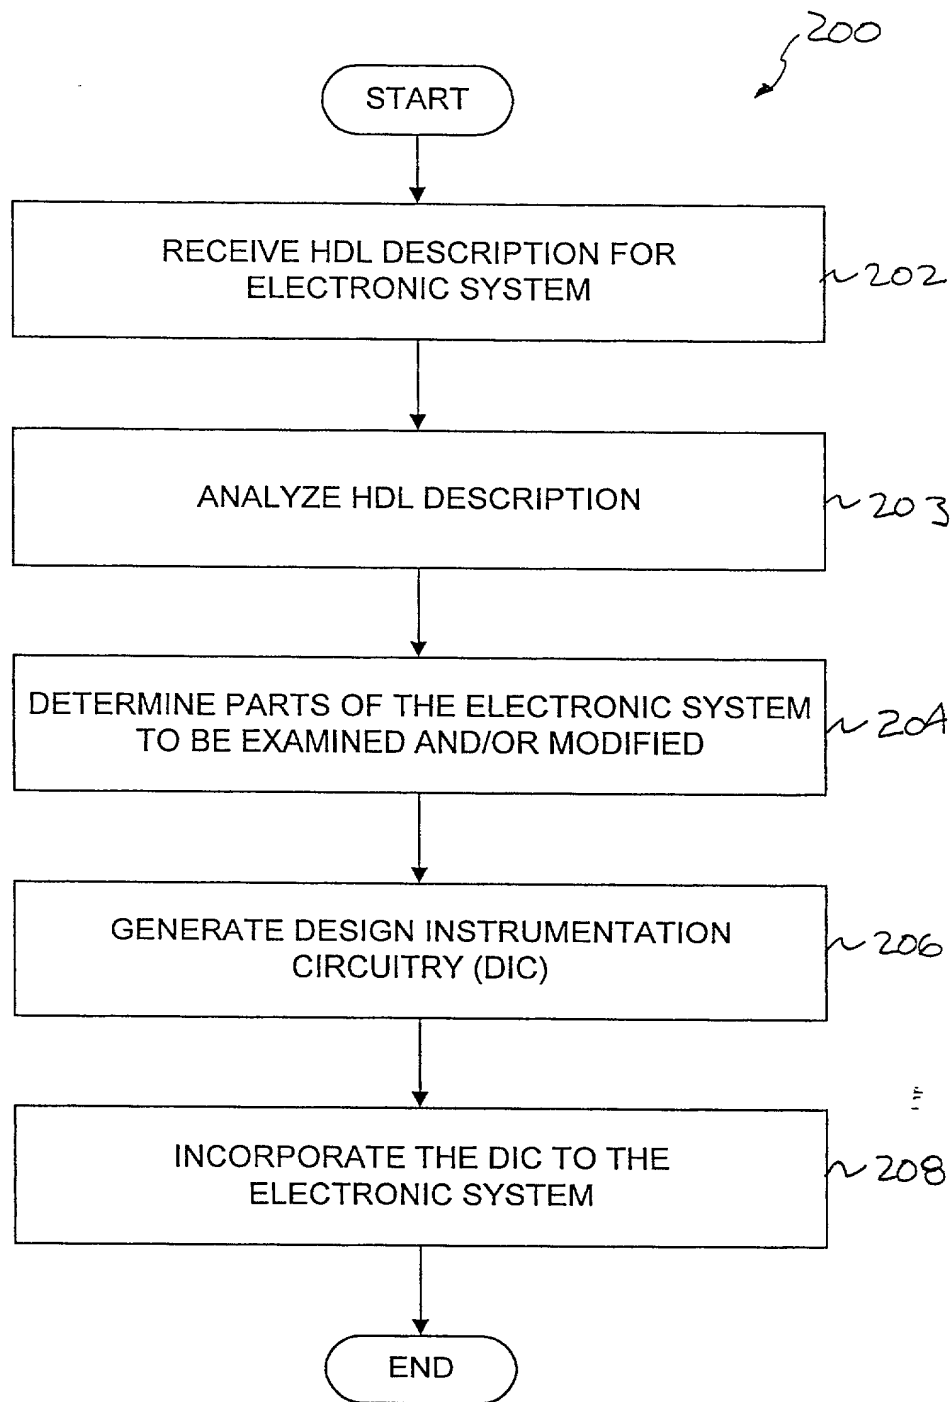 200
START
RECEIVE HDL DESCRIPTION FOR
ELECTRONIC SYSTEM
202
ANALYZE HDL DESCRIPTION
203
DETERMINE PARTS OF THE ELECTRONIC SYSTEM
TO BE EXAMINED AND/OR MODIFIED
204
GENERATE DESIGN INSTRUMENTATION
CIRCUITRY (DIC)
206
INCORPORATE THE DIC TO THE
ELECTRONIC SYSTEM
208
END